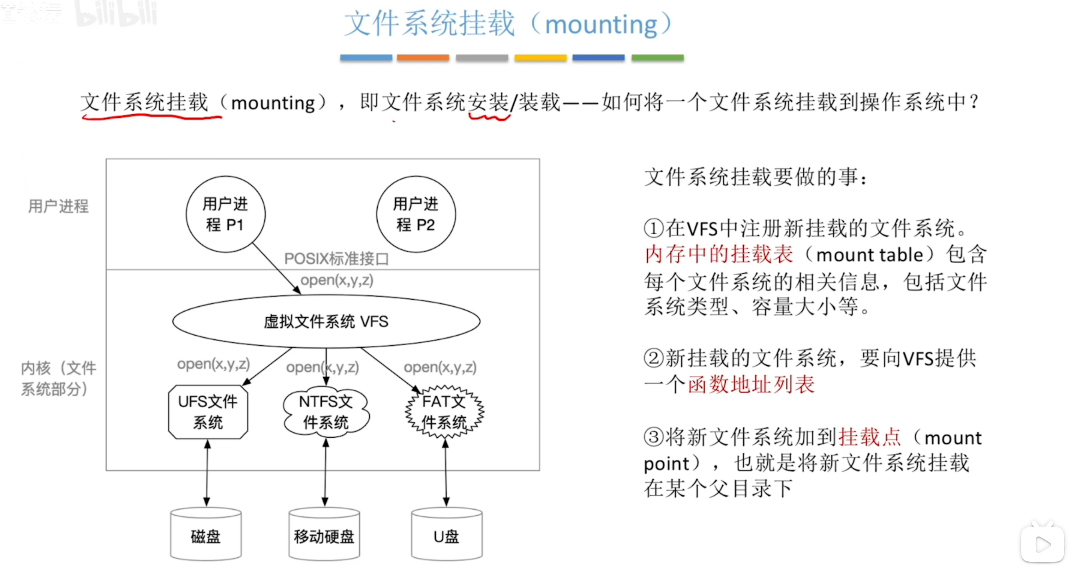 bilibili
文件系统挂载（mounting）
文件系统挂载（mounting），即文件系统安装/装载——如何将一个文件系统挂载到操作系统中？
用户进程
用户进
程 P1
用户进
程 P2
POSIX标准接口
open(x,y,z)
虚拟文件系统 VFS
内核（文件
系统部分）
open(x,y,z)
open(x,y,z)
open(x,y,z)
UFS文件
系统
NTFS文
件系统
FAT文
件系统
磁盘
移动硬盘
U盘
文件系统挂载要做的事：
①在VFS中注册新挂载的文件系统。
内存中的挂载表（mount table）包含
每个文件系统的相关信息，包括文件
系统类型、容量大小等。
②新挂载的文件系统，要向VFS提供
一个函数地址列表
③将新文件系统加到挂载点（mount
point），也就是将新文件系统挂载
在某个父目录下